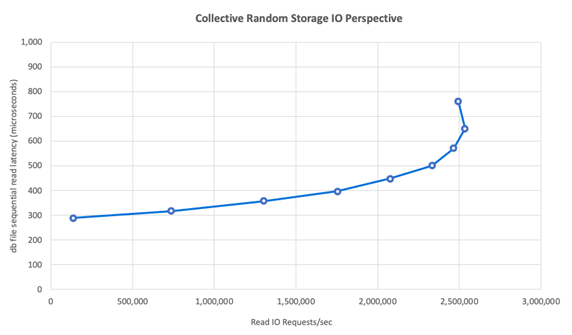 Collective Random Storage IO Perspective
1,000
900
800
700
600
500
400
300
200
100
0
db file sequential read latency (microseconds)
0 500,000 1,000,000 1,500,000 2,000,000 2,500,000 3,000,000
Read IO Requests/sec